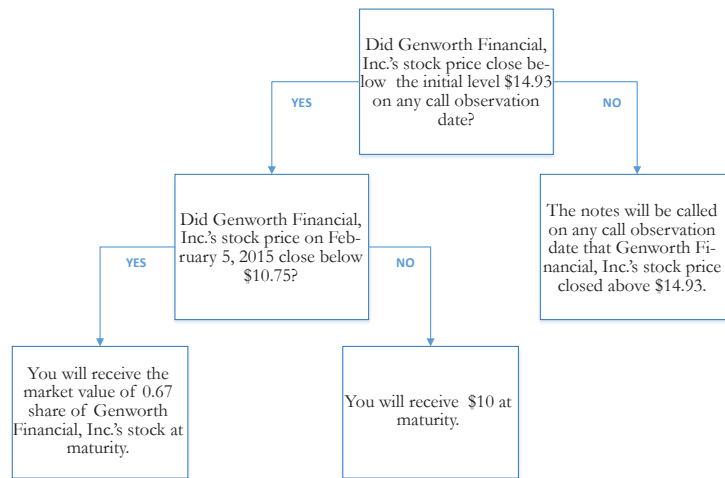 Did Genworth Financial,
Inc.'s stock price close be-
low the initial level $14.93
on any call observation
date?
YES
NO
Did Genworth Financial,
Inc.'s stock price on Feb-
ruary 5, 2015 close below
$10.75?
The notes will be called
on any call observation
date that Genworth Fi-
nancial, Inc.'s stock price
closed above $14.93.
YES
NO
You will receive the
market value of 0.67
share of Genworth
Financial, Inc.'s stock at
maturity.
You will receive $10 at
maturity.